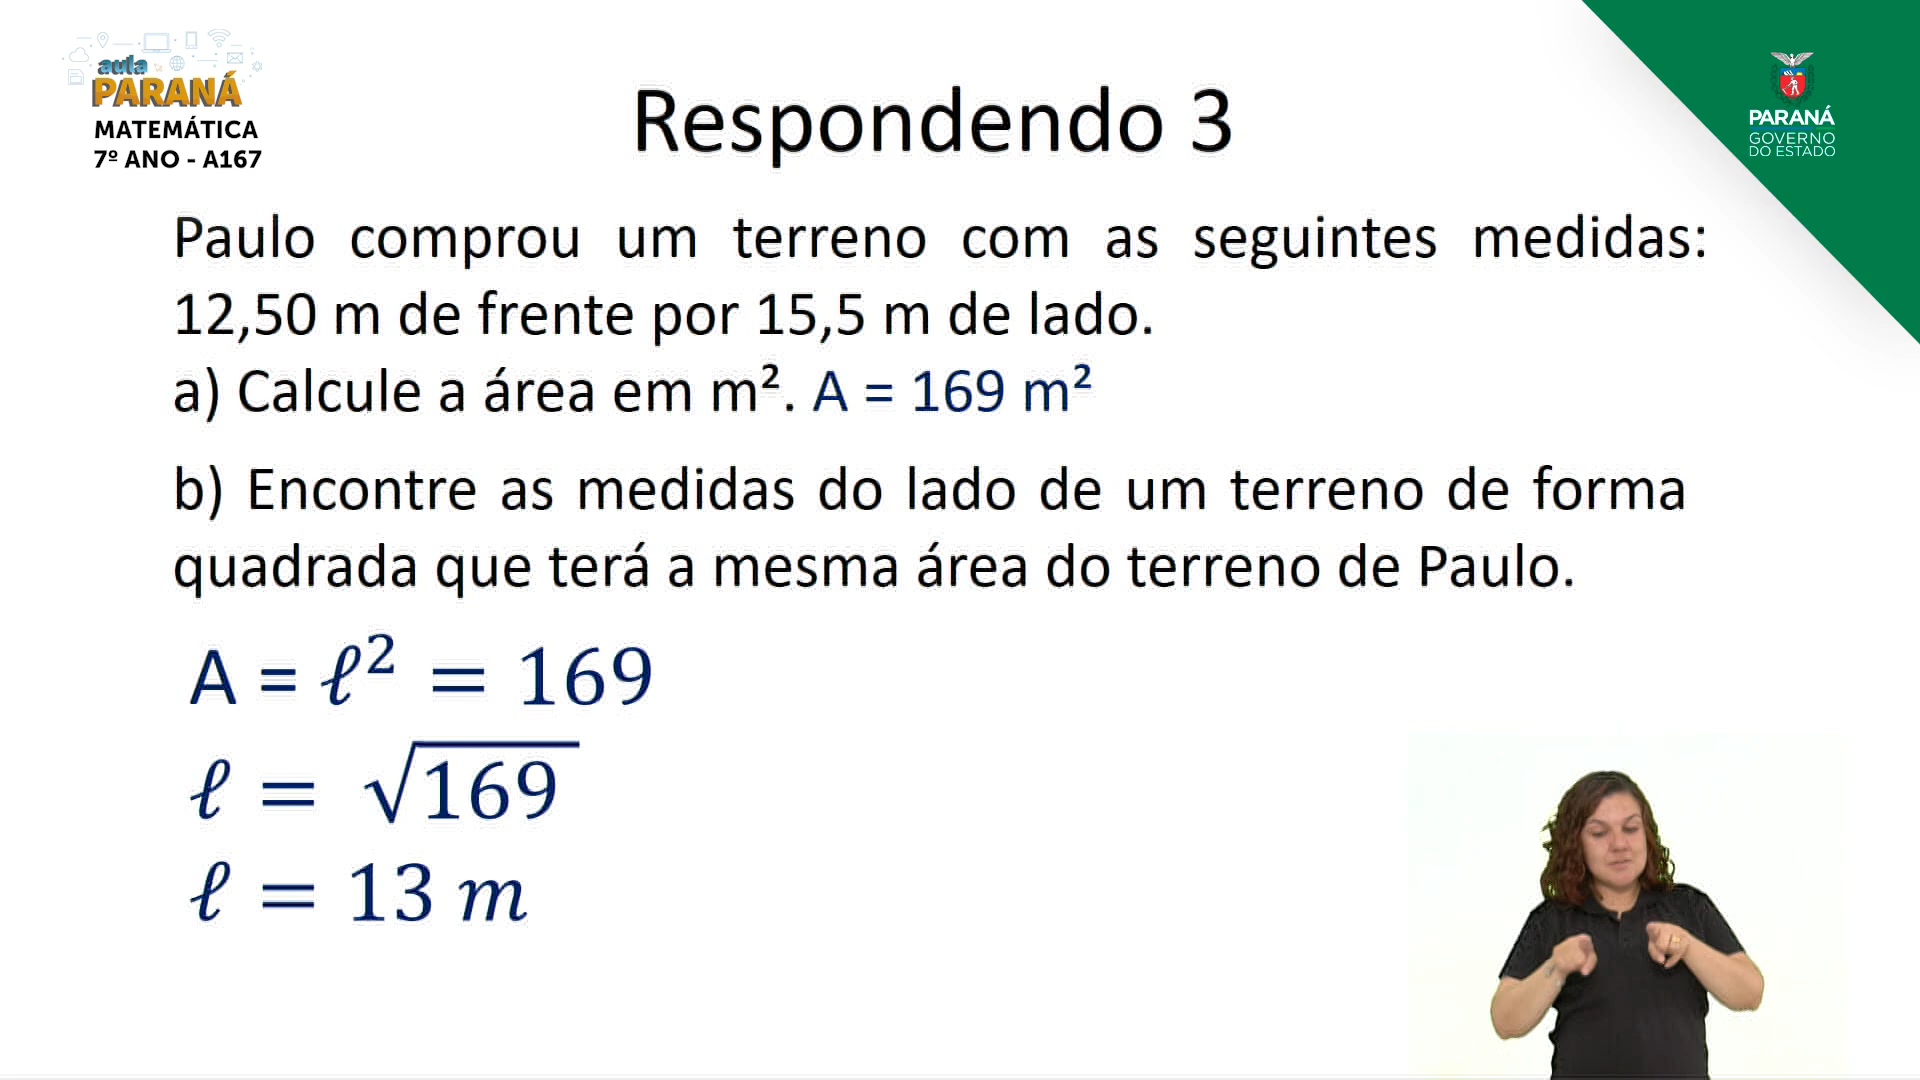 aula
PARANÁ
MATEMÁTICA
7º ANO - A167
PARANÁ
GOVERNO
DO ESTADO
Respondendo 3
Paulo comprou um terreno com as seguintes medidas:
12,50 m de frente por 15,5 m de lado.
a) Calcule a área em m². A = 169 m²
b) Encontre as medidas do lado de um terreno de forma
quadrada que terá a mesma área do terreno de Paulo.
A = ℓ² = 169
ℓ = √169
ℓ = 13 m